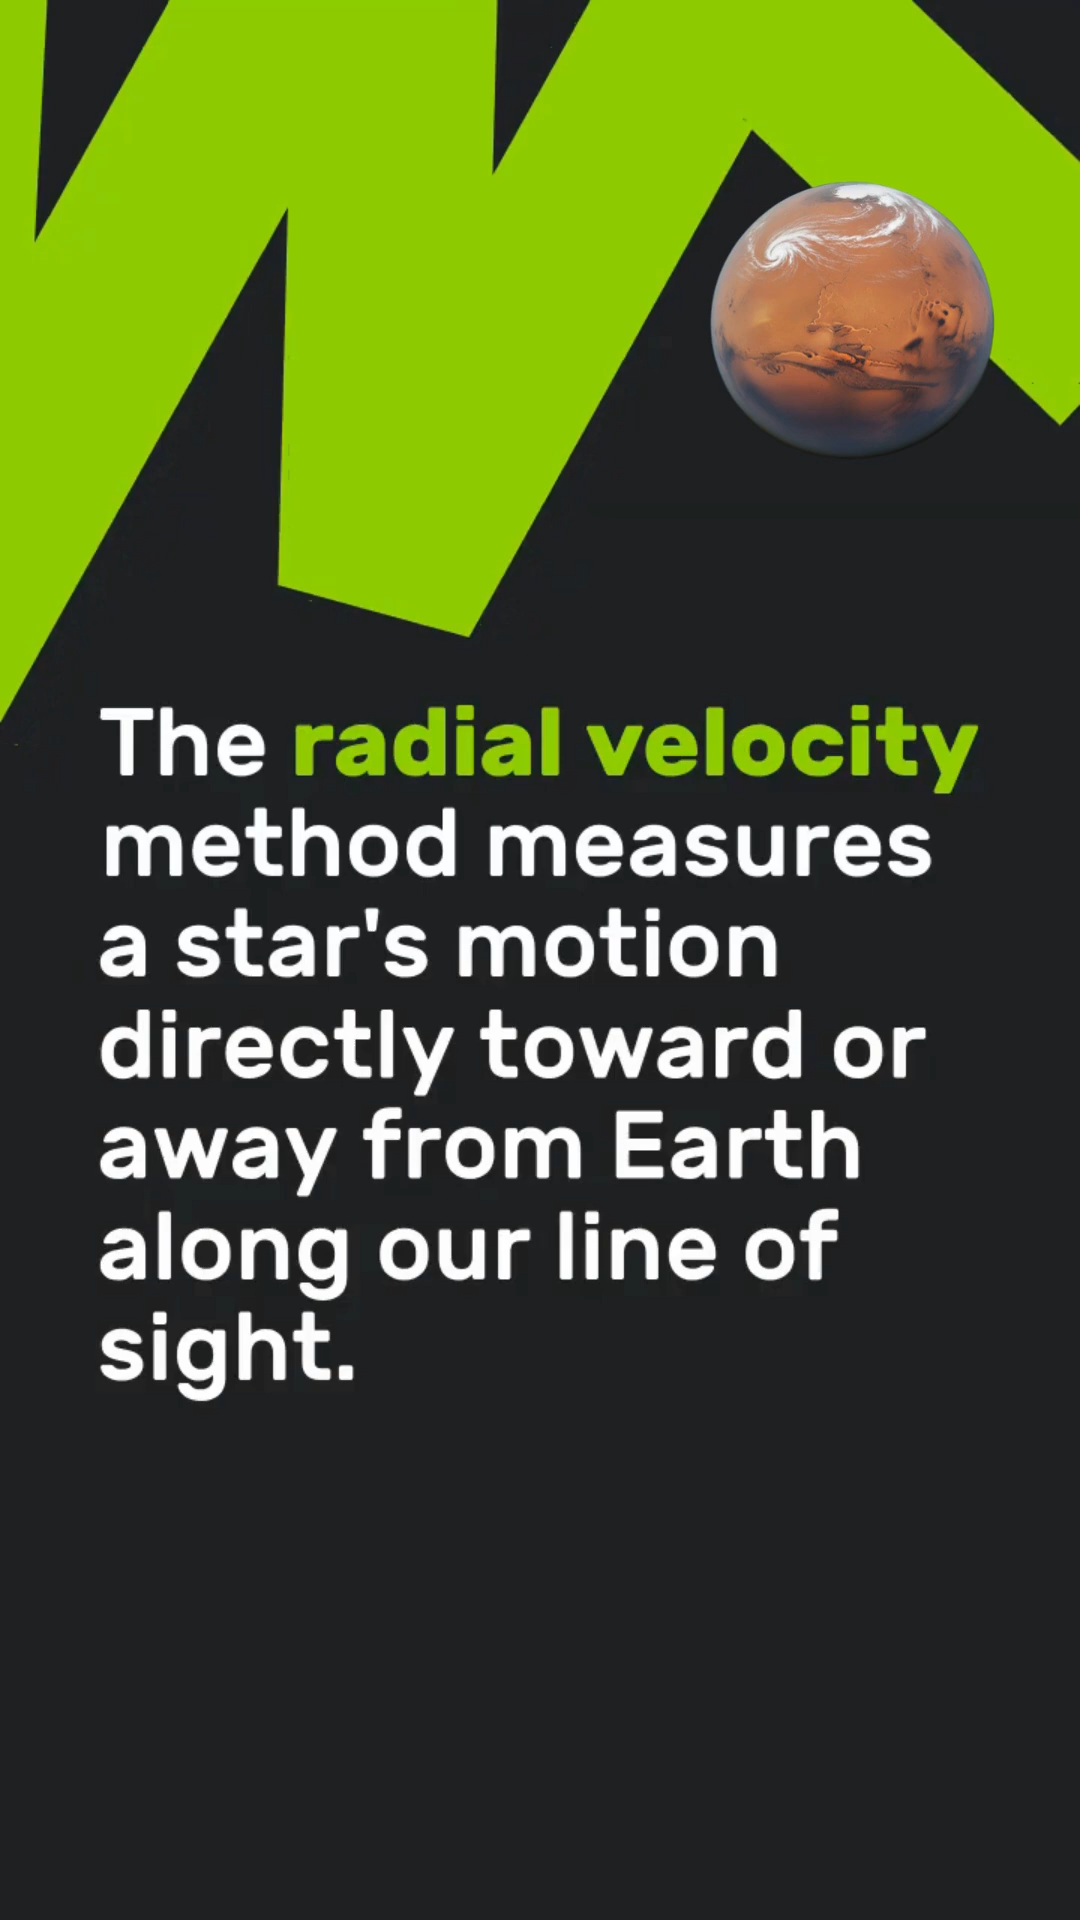 The radial velocity
method measures
a star's motion
directly toward or
away from Earth
along our line of
sight.